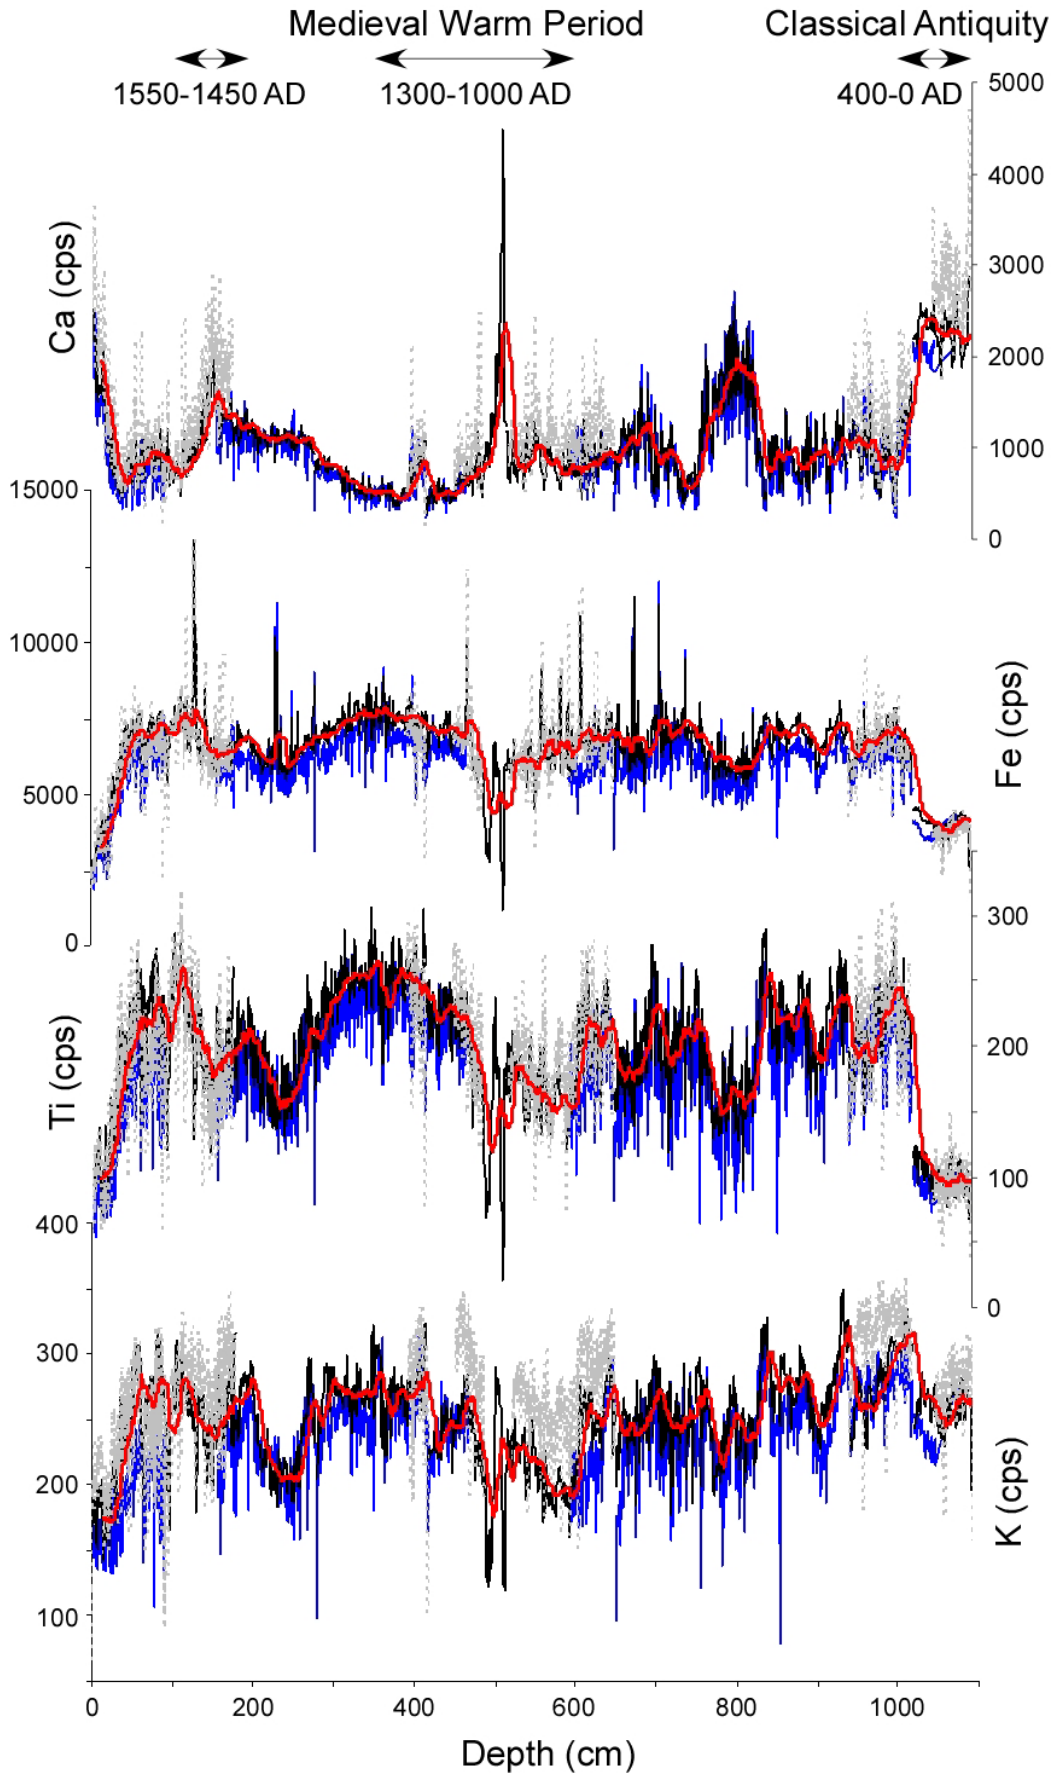 Medieval Warm Period Classical Antiquity
1550-1450 AD 1300-1000 AD 400-0 AD
5000
4000
3000
2000
1000
0
Ca (cps)
15000
10000
5000
0
Fe (cps)
300
200
100
0
Ti (cps)
400
300
200
100
K (cps)
0 200 400 600 800 1000
Depth (cm)